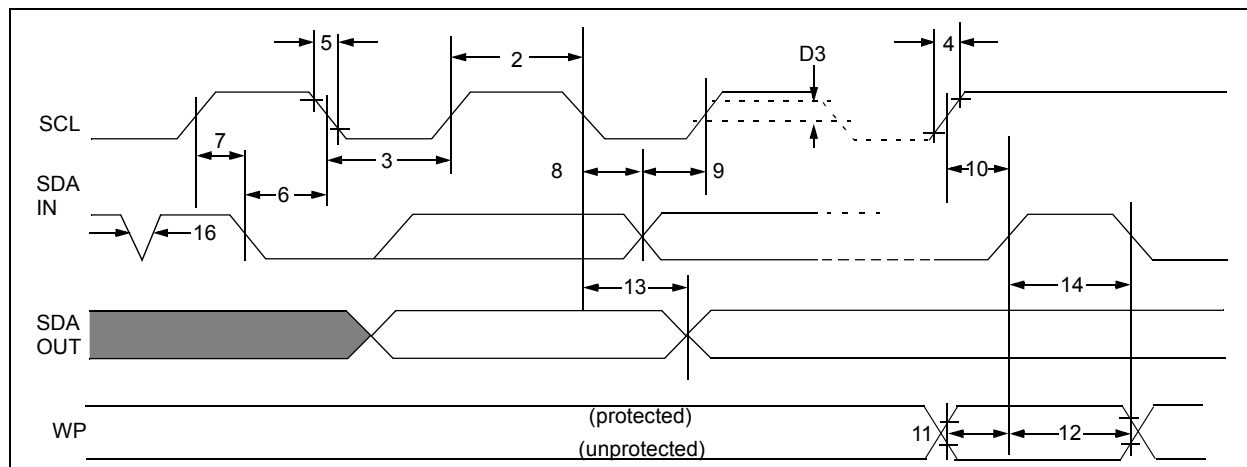 5
2
D3
4
SCL
7
3
8
9
10
SDA
IN
6
16
13
14
SDA
OUT
WP
(protected)
(unprotected)
11
12